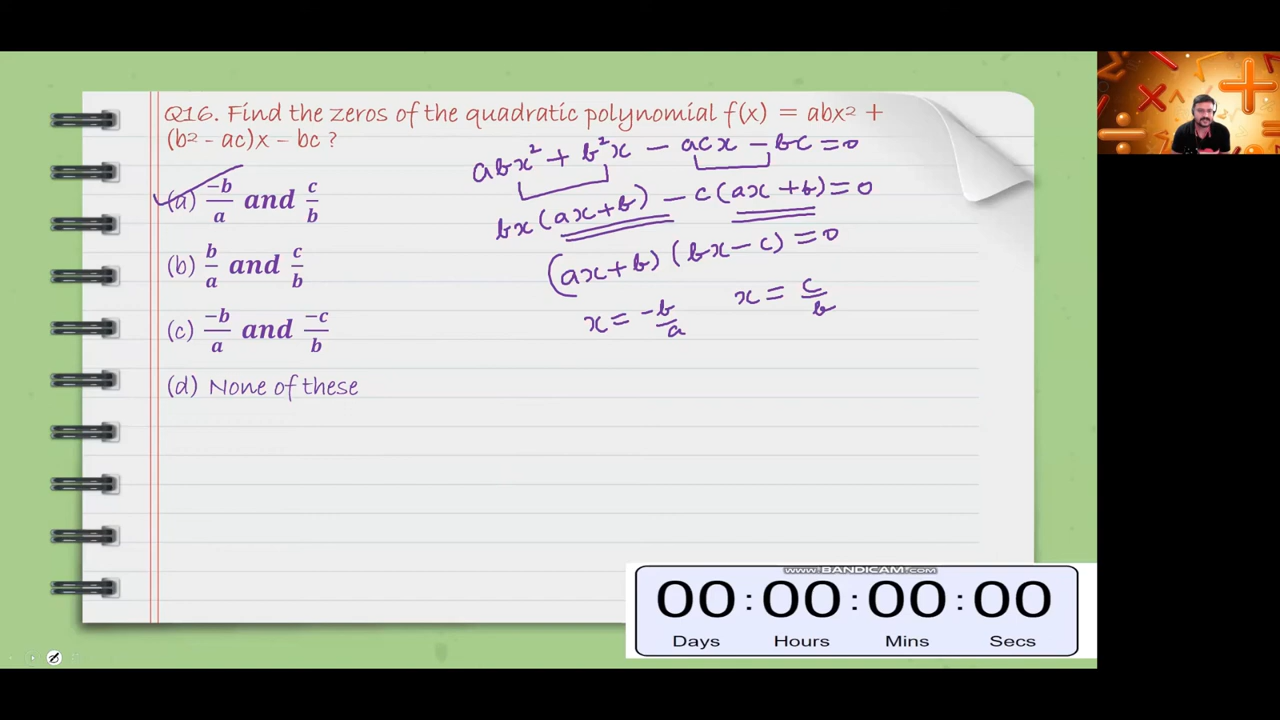 Q16. Find the zeros of the quadratic polynomial f(x) = abx² +
(b² - ac)x - bc ?
abx² + b²x - acx - bc = 0
(a) -b/a and c/b
bx(ax+b) - c(ax+b) = 0
(ax+b)(bx-c) = 0
(b) b/a and c/b
x = -b/a x = c/b
(c) -b/a and -c/b
(d) None of these
www.BANDICAM.com
00:00:00:00
Days Hours Mins Secs